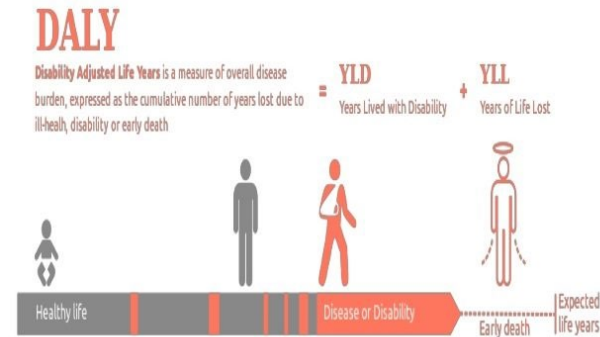 DALY
Disability Adjusted Life Years is a measure of overall disease
burden, expressed as the cumulative number of years lost due to
ill-healh, disability or early death
=
YLD
Years Lived with Disability
+
YLL
Years of Life Lost
Healthy life
Disease or Disability
Early death
Expected
life years